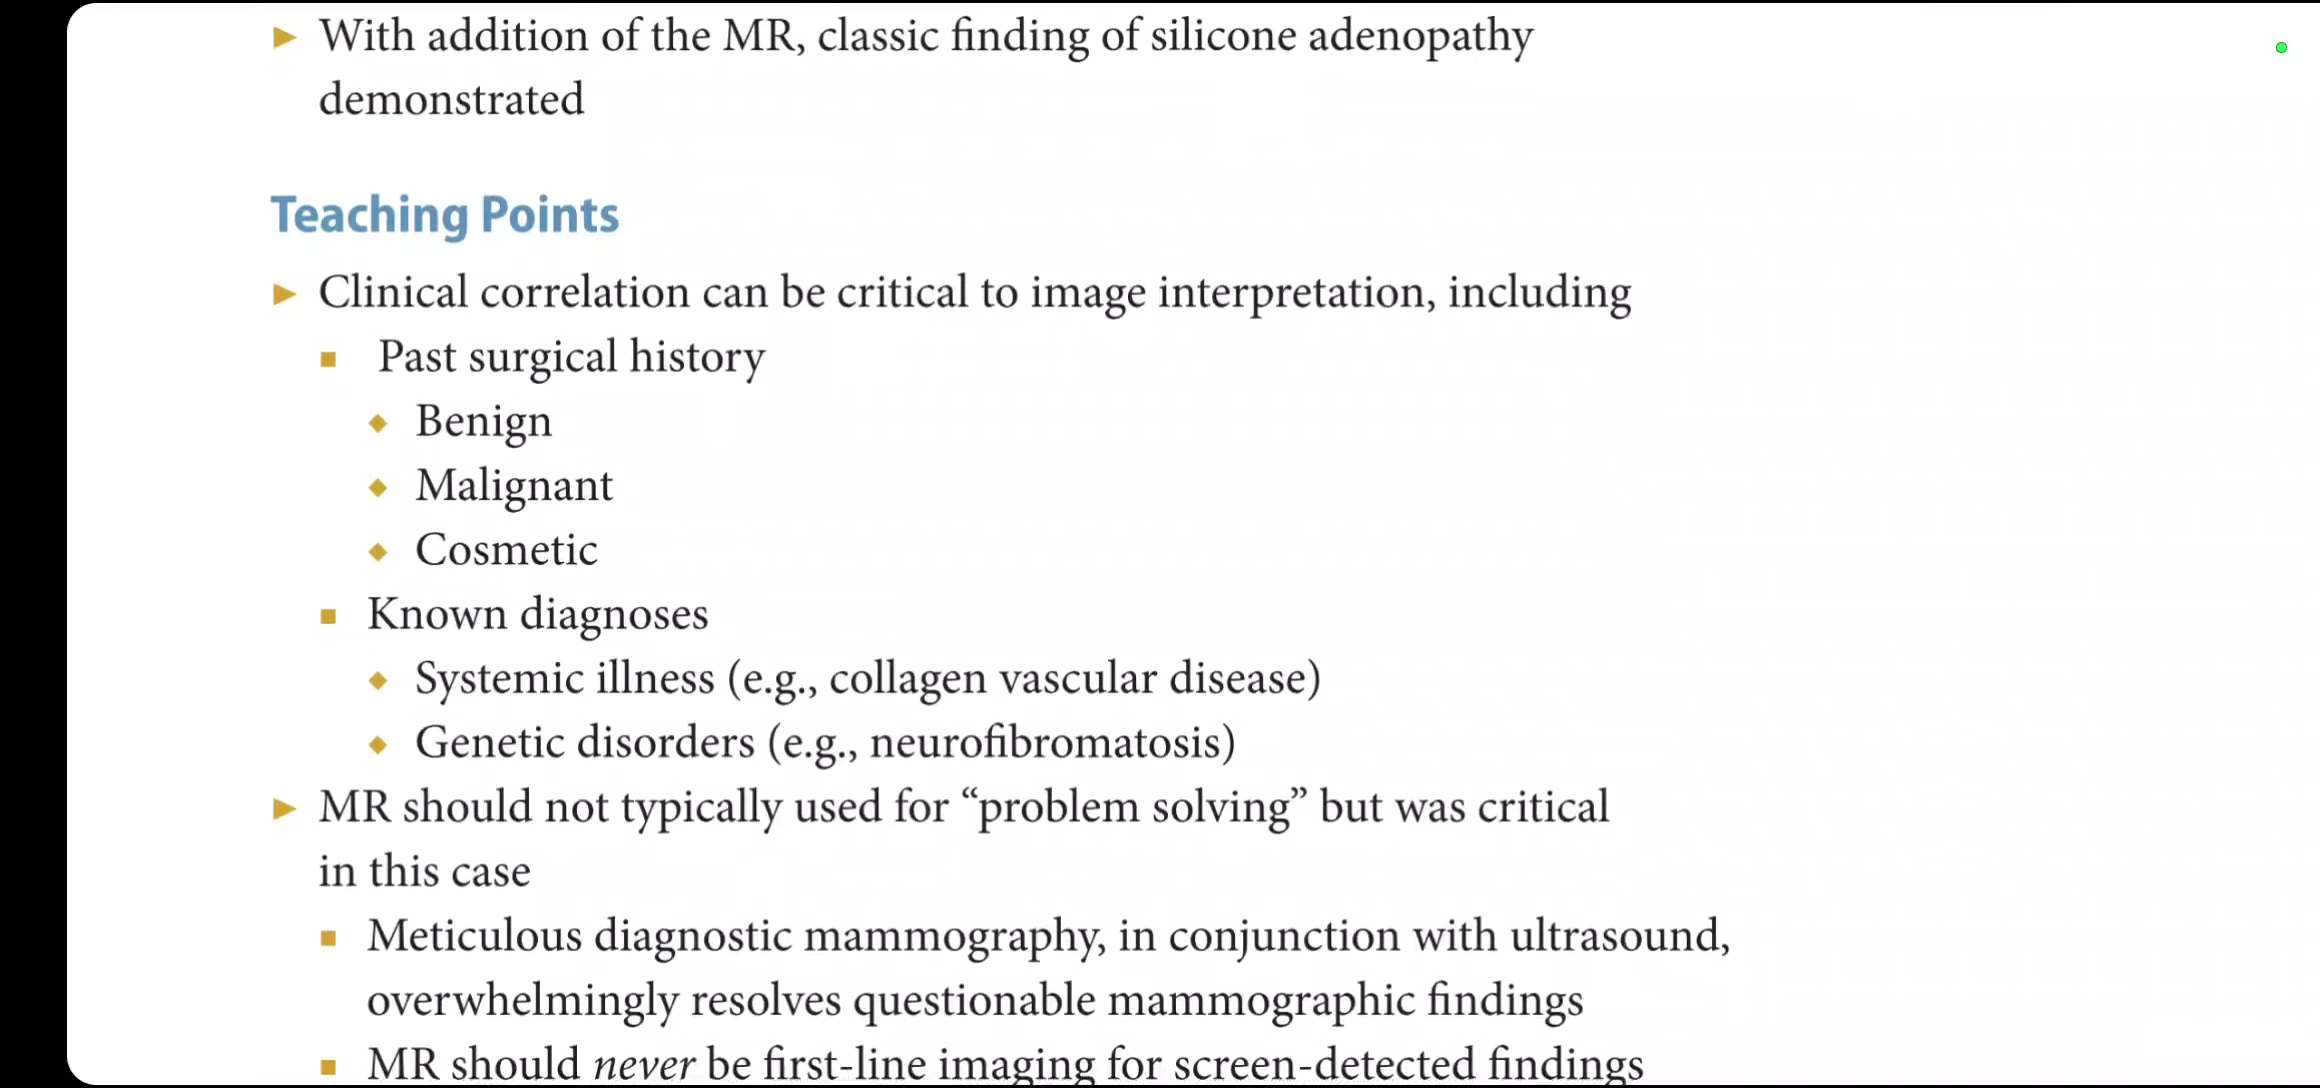 ► With addition of the MR, classic finding of silicone adenopathy
demonstrated
Teaching Points
► Clinical correlation can be critical to image interpretation, including
■ Past surgical history
◆ Benign
◆ Malignant
◆ Cosmetic
■ Known diagnoses
◆ Systemic illness (e.g., collagen vascular disease)
◆ Genetic disorders (e.g., neurofibromatosis)
► MR should not typically used for “problem solving” but was critical
in this case
■ Meticulous diagnostic mammography, in conjunction with ultrasound,
overwhelmingly resolves questionable mammographic findings
■ MR should never be first-line imaging for screen-detected findings